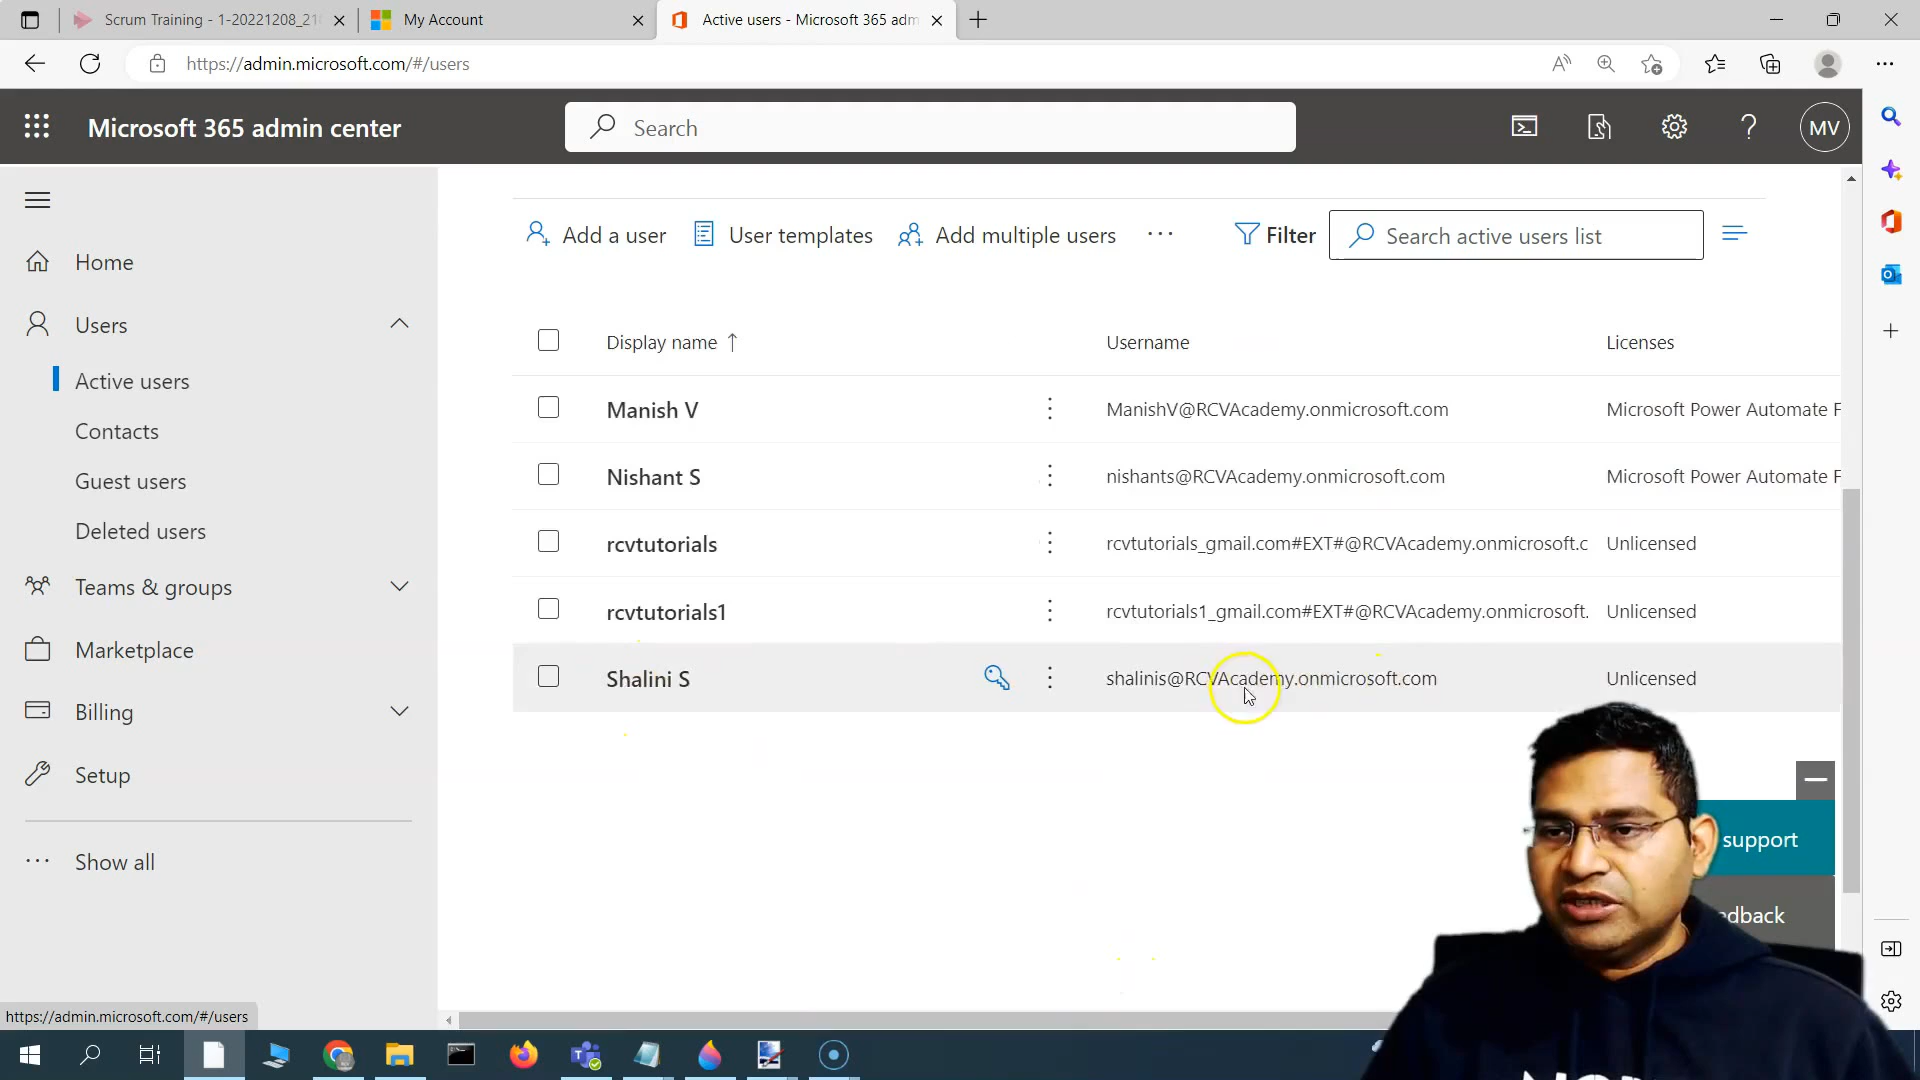 Scrum Training - 1-20221208_21
My Account
Active users - Microsoft 365 adm
https://admin.microsoft.com/#/users
Microsoft 365 admin center
Search
MV
Home
Users
Active users
Contacts
Guest users
Deleted users
Teams & groups
Marketplace
Billing
Setup
Show all
Add a user
User templates
Add multiple users
Filter
Search active users list
Display name ↑
Username
Licenses
Manish V
ManishV@RCVAcademy.onmicrosoft.com
Microsoft Power Automate F
Nishant S
nishants@RCVAcademy.onmicrosoft.com
Microsoft Power Automate F
rcvtutorials
rcvtutorials_gmail.com#EXT#@RCVAcademy.onmicrosoft.c
Unlicensed
rcvtutorials1
rcvtutorials1_gmail.com#EXT#@RCVAcademy.onmicrosoft.
Unlicensed
Shalini S
shalinis@RCVAcademy.onmicrosoft.com
Unlicensed
support
edback
https://admin.microsoft.com/#/users